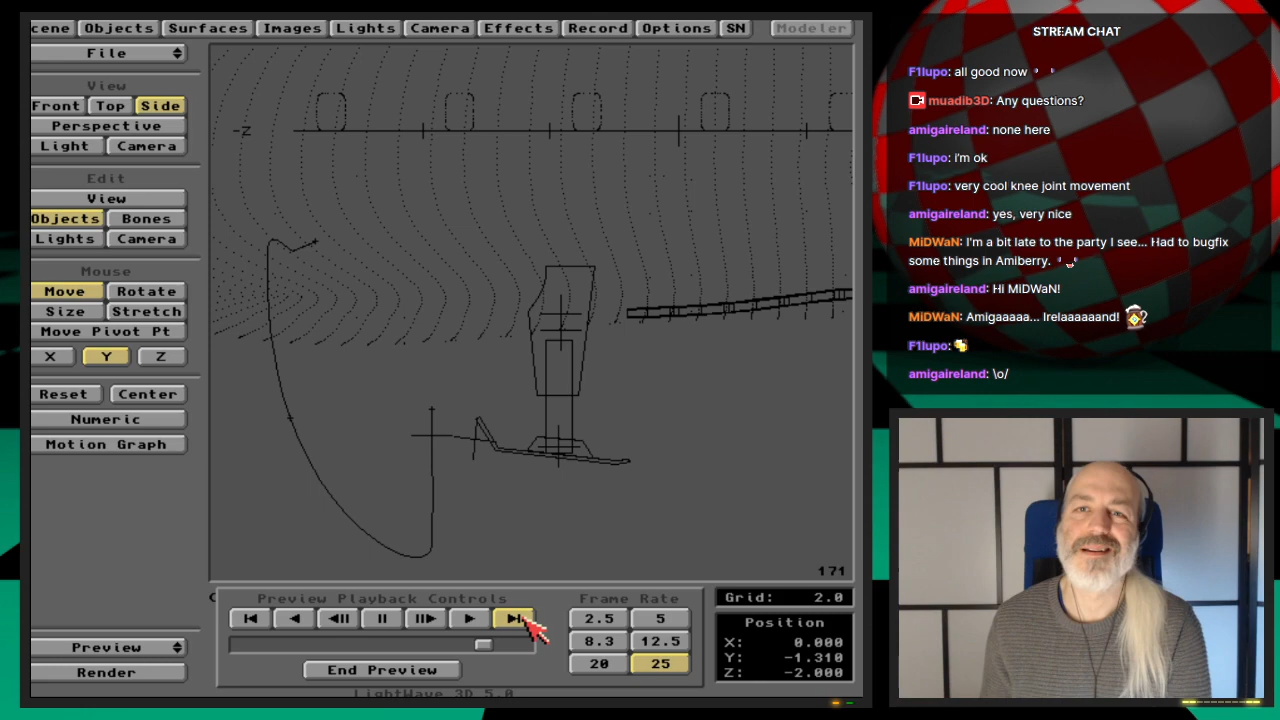 cene Objects Surfaces Images Lights Camera Effects Record Options SN Modeler
File
View
Front Top Side
Perspective
Light Camera
Edit
View
Objects Bones
Lights Camera
Mouse
Move Rotate
Size Stretch
Move Pivot Pt
X Y Z
Reset Center
Numeric
Motion Graph
Preview
Render
-Z
171
Preview Playback Controls
End Preview
Frame Rate
2.5 5
8.3 12.5
20 25
Grid: 2.0
Position
X: 0.000
Y: -1.310
Z: -2.000
LightWave 3D 5.0
STREAM CHAT
F1lupo: all good now
muadib3D: Any questions?
amigaireland: none here
F1lupo: i'm ok
F1lupo: very cool knee joint movement
amigaireland: yes, very nice
MiDWaN: I'm a bit late to the party I see... Had to bugfix
some things in Amiberry.
amigaireland: Hi MiDWaN!
MiDWaN: Amigaaaaa... Irelaaaaaand!
F1lupo:
amigaireland: \o/